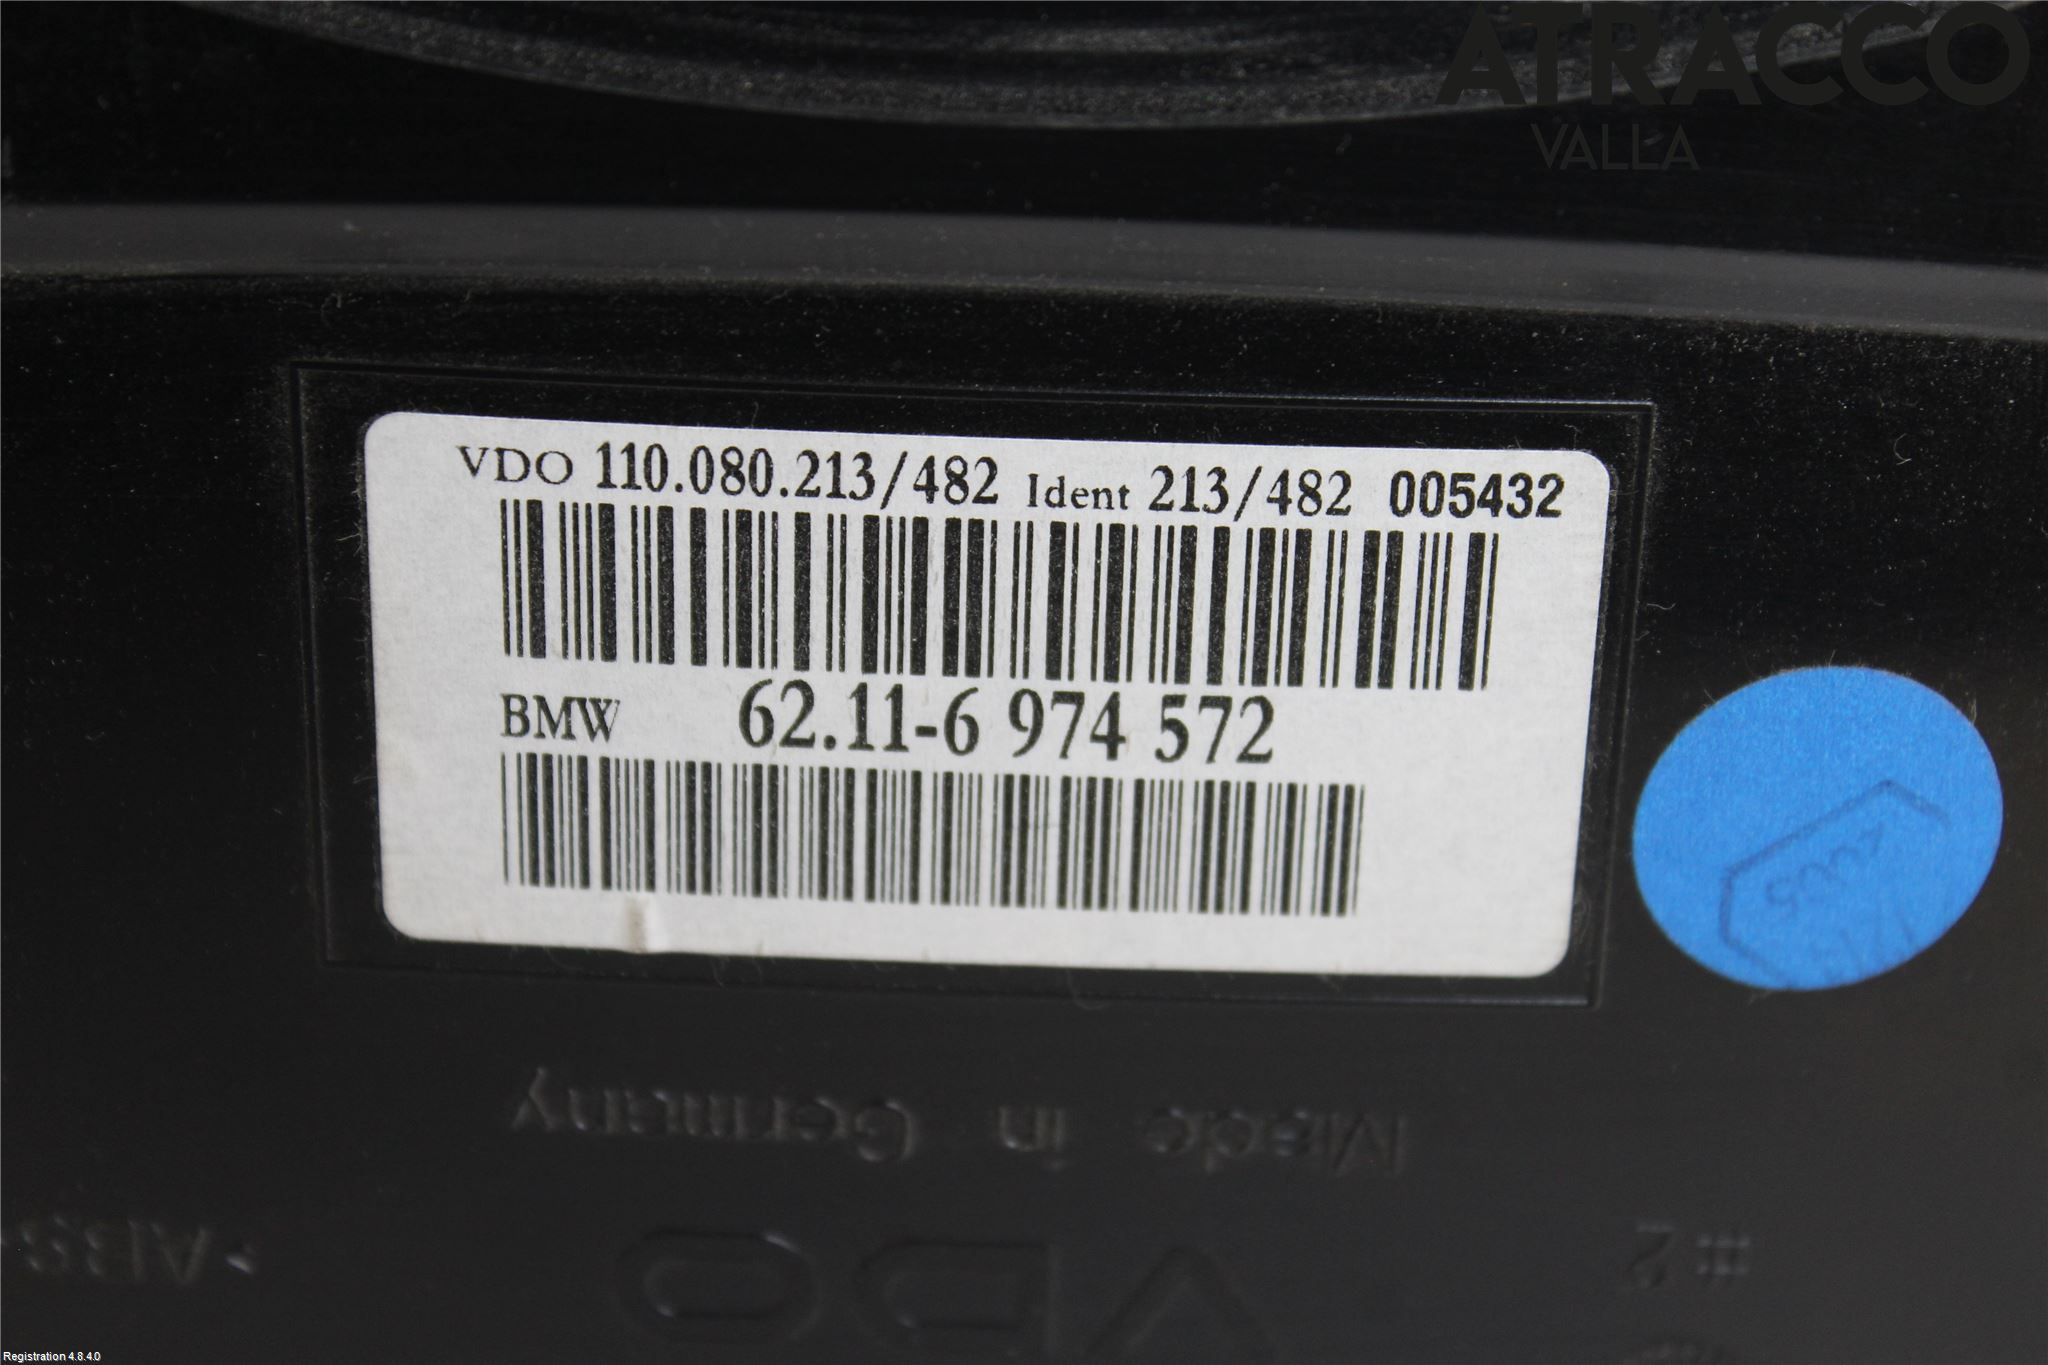 ATRACCO
VALLA
VDO 110.080.213/482 Ident 213/482 005432
BMW 62.11-6 974 572
Made in Germany
VDO
#2
ABS
Registration 4.8.4.0